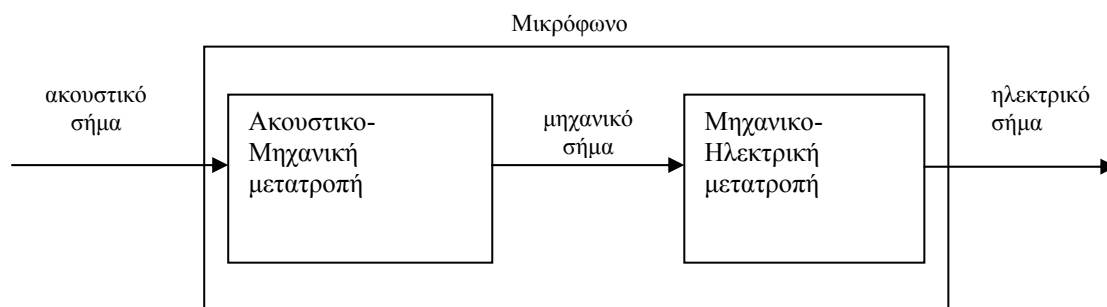 Μικρόφωνο
ακουστικό
σήμα
Ακουστικο-
Μηχανική
μετατροπή
μηχανικό
σήμα
Μηχανικο-
Ηλεκτρική
μετατροπή
ηλεκτρικό
σήμα